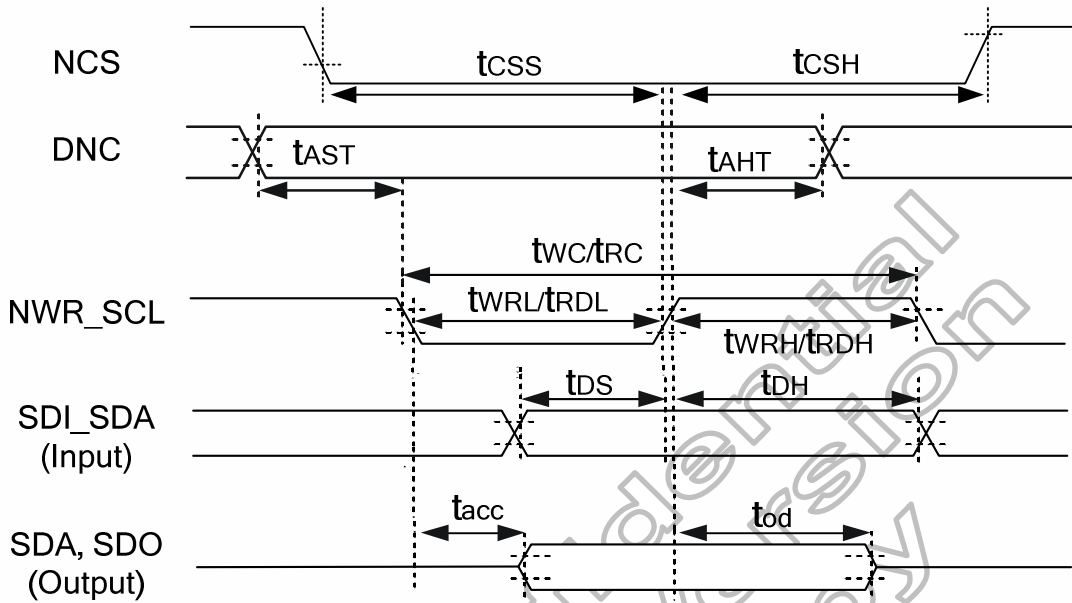 NCS
tCSS
tCSH
DNC
tAST
tAHT
tWC/tRC
NWR_SCL
tWRL/tRDL
tWRH/tRDH
SDI_SDA
(Input)
tDS
tDH
SDA, SDO
(Output)
tacc
tod